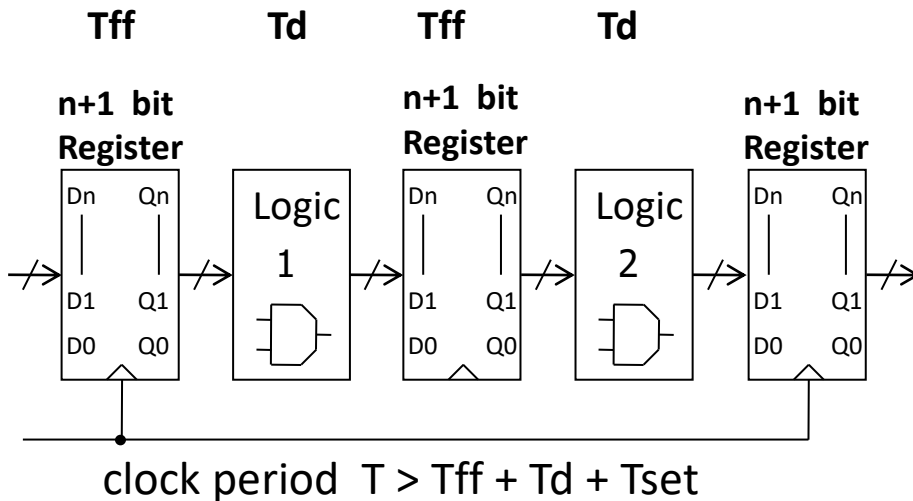 Tff Td Tff Td
n+1 bit
Register
n+1 bit
Register
n+1 bit
Register
Dn Qn
D1 Q1
D0 Q0
Logic
1
Dn Qn
D1 Q1
D0 Q0
Logic
2
Dn Qn
D1 Q1
D0 Q0
clock period T > Tff + Td + Tset